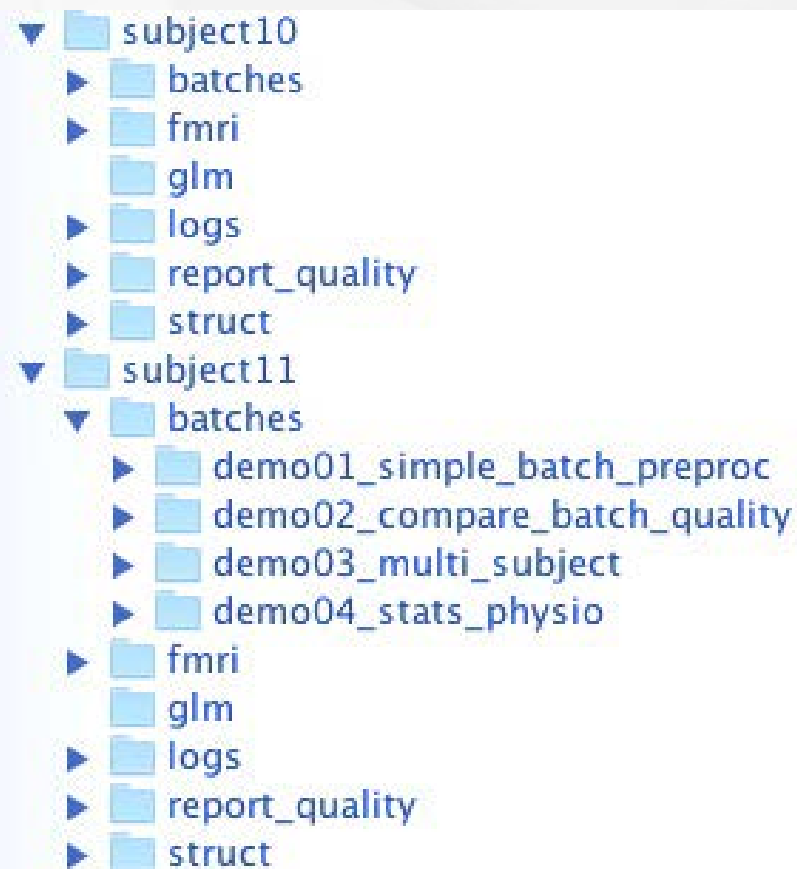 subject10
batches
fmri
glm
logs
report_quality
struct
subject11
batches
demo01_simple_batch_preproc
demo02_compare_batch_quality
demo03_multi_subject
demo04_stats_physio
fmri
glm
logs
report_quality
struct